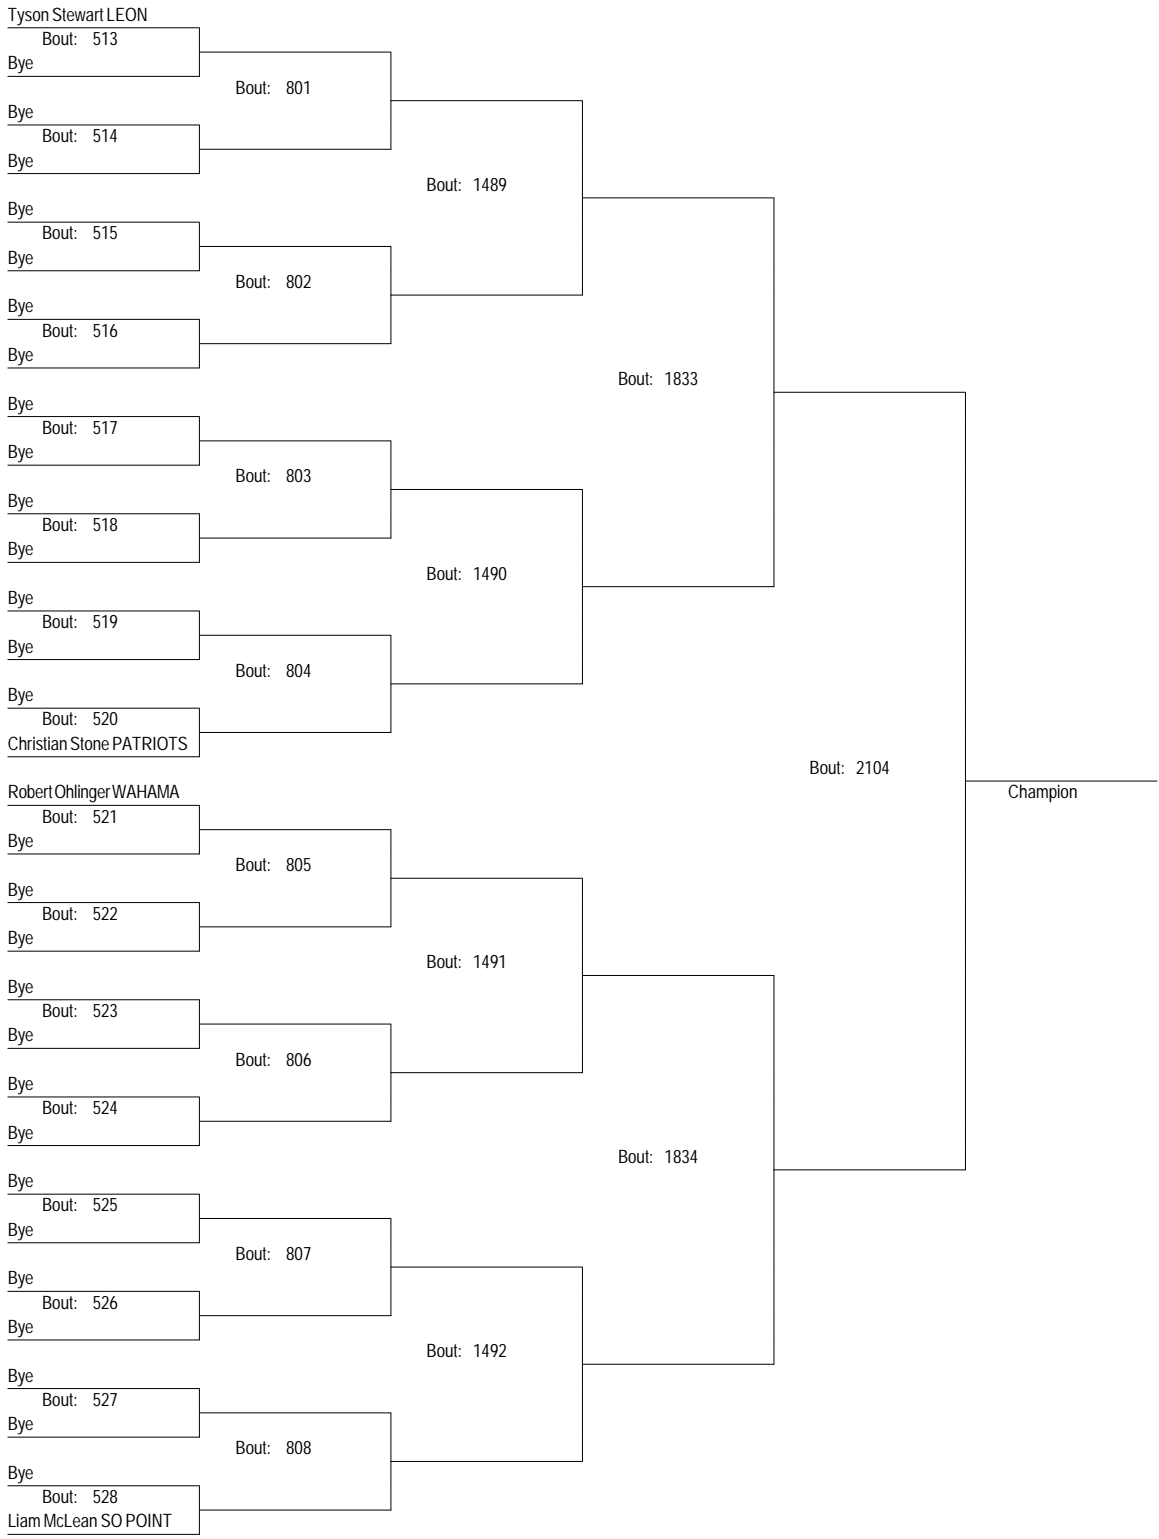 Tyson Stewart LEON
Bout: 513
Bye
Bout: 801
Bye
Bout: 514
Bye
Bout: 1489
Bye
Bout: 515
Bye
Bout: 802
Bye
Bout: 516
Bye
Bout: 1833
Bye
Bout: 517
Bye
Bout: 803
Bye
Bout: 518
Bye
Bout: 1490
Bye
Bout: 519
Bye
Bout: 804
Bye
Bout: 520
Christian Stone PATRIOTS
Bout: 2104
Robert Ohlinger WAHAMA
Champion
Bout: 521
Bye
Bout: 805
Bye
Bout: 522
Bye
Bout: 1491
Bye
Bout: 523
Bye
Bout: 806
Bye
Bout: 524
Bye
Bout: 1834
Bye
Bout: 525
Bye
Bout: 807
Bye
Bout: 526
Bye
Bout: 1492
Bye
Bout: 527
Bye
Bout: 808
Bye
Bout: 528
Liam McLean SO POINT